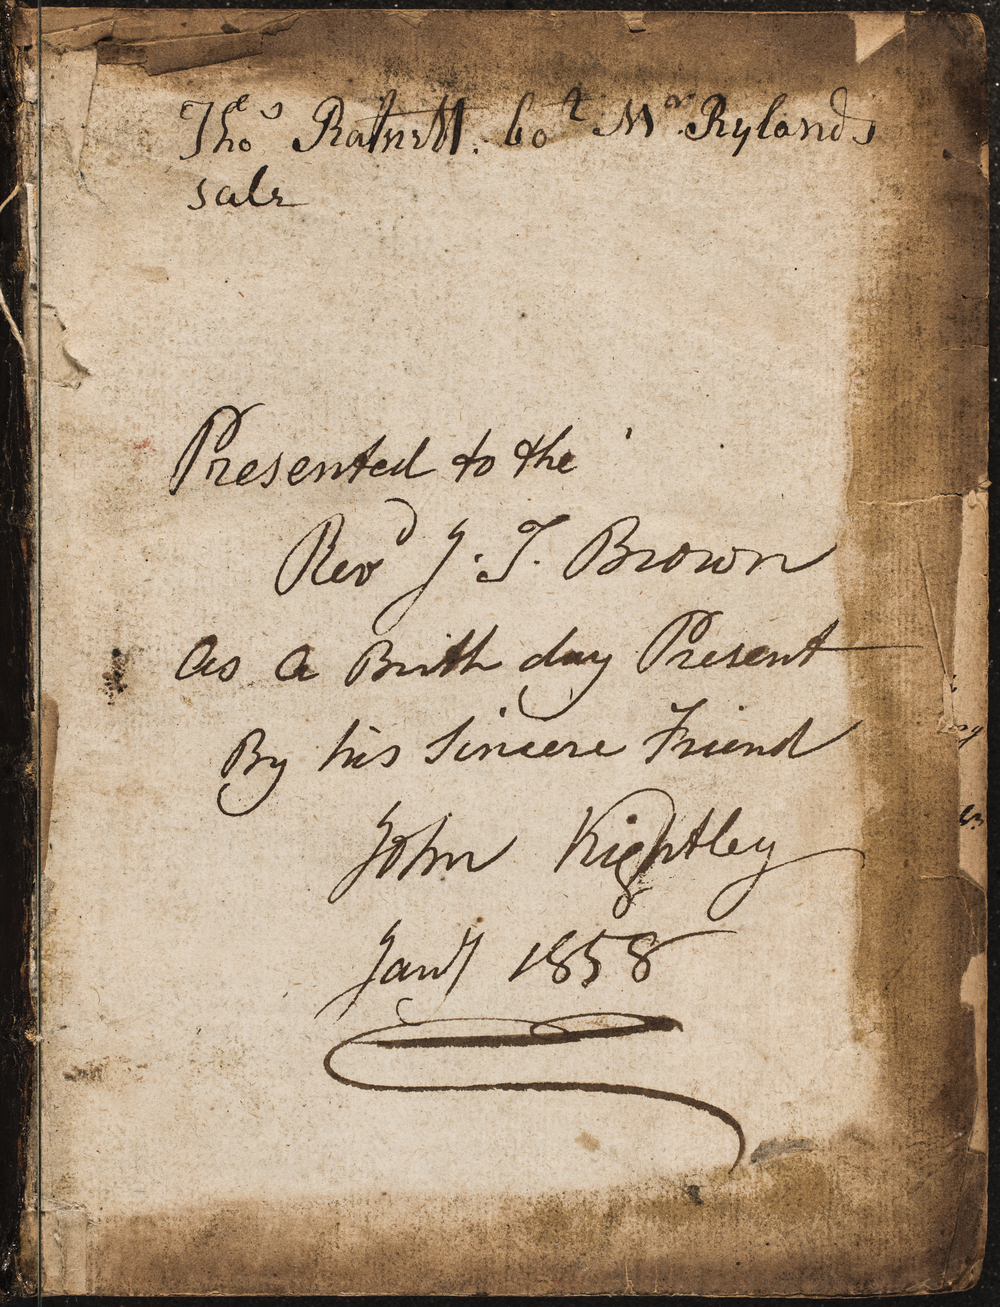 Thos Ratnett. bot Mr Rylands
sale
Presented to the
Revd J. T. Brown
as a Birth day Present
By his Sincere Friend
John Kightley
Jany 1858